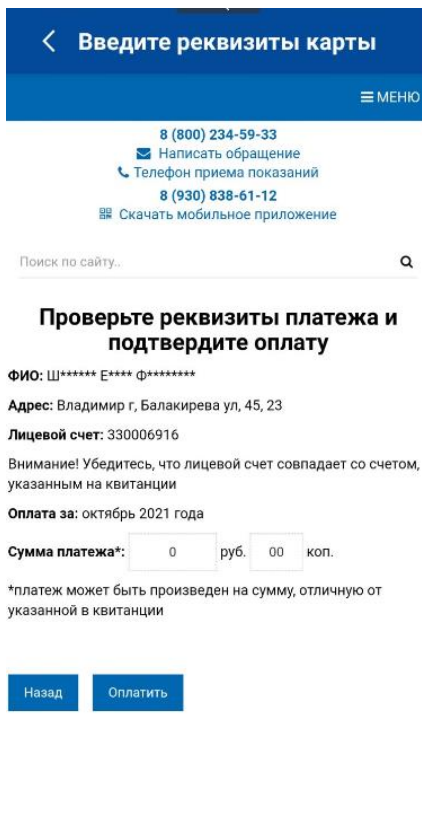 Введите реквизиты карты
МЕНЮ
8 (800) 234-59-33
Написать обращение
Телефон приема показаний
8 (930) 838-61-12
Скачать мобильное приложение
Поиск по сайту..
Проверьте реквизиты платежа и
подтвердите оплату
ФИО: Ш****** Е**** Ф********
Адрес: Владимир г, Балакирева ул, 45, 23
Лицевой счет: 330006916
Внимание! Убедитесь, что лицевой счет совпадает со счетом,
указанным на квитанции
Оплата за: октябрь 2021 года
Сумма платежа*: 0 руб. 00 коп.
*платеж может быть произведен на сумму, отличную от
указанной в квитанции
Назад Оплатить